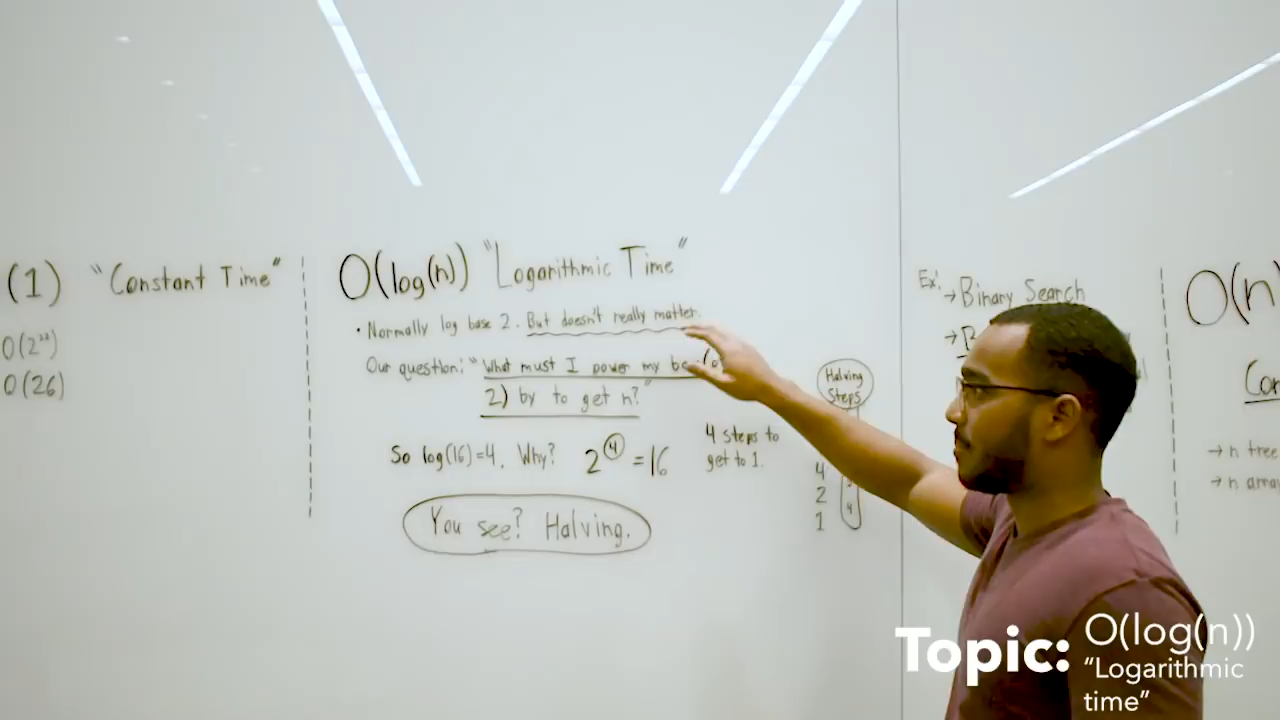 (1) "Constant Time"
O(2²²)
O(26)
O(log(n)) "Logarithmic Time"
• Normally log base 2. But doesn't really matter.
Our question: "What must I power my
2) by to get n?"
So log(16)=4. Why? 2④=16
4 steps to
get to 1.
You see? Halving.
Halving
Steps
4
2
1
4
Ex:
→ Binary Search
→
O(n
→ n tree
→ n array
Topic: O(log(n))
"Logarithmic
time"